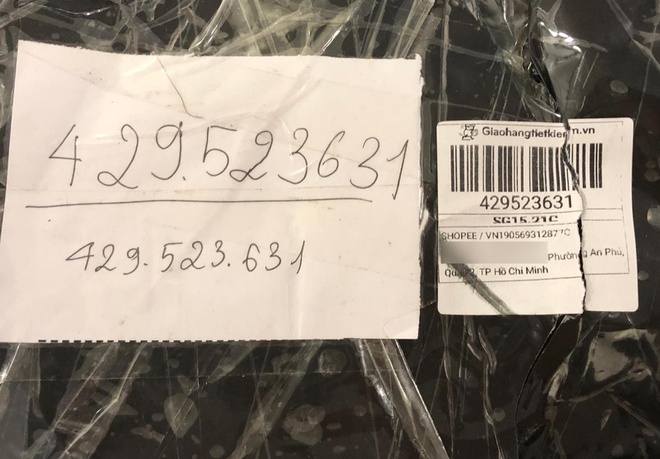 429.523631
429.523.631
Giaohangtietkiem.vn
429523631
SG15.21C
SHOPEE / VN190569312877C
Phường An Phú,
Quận 2, TP Hồ Chí Minh